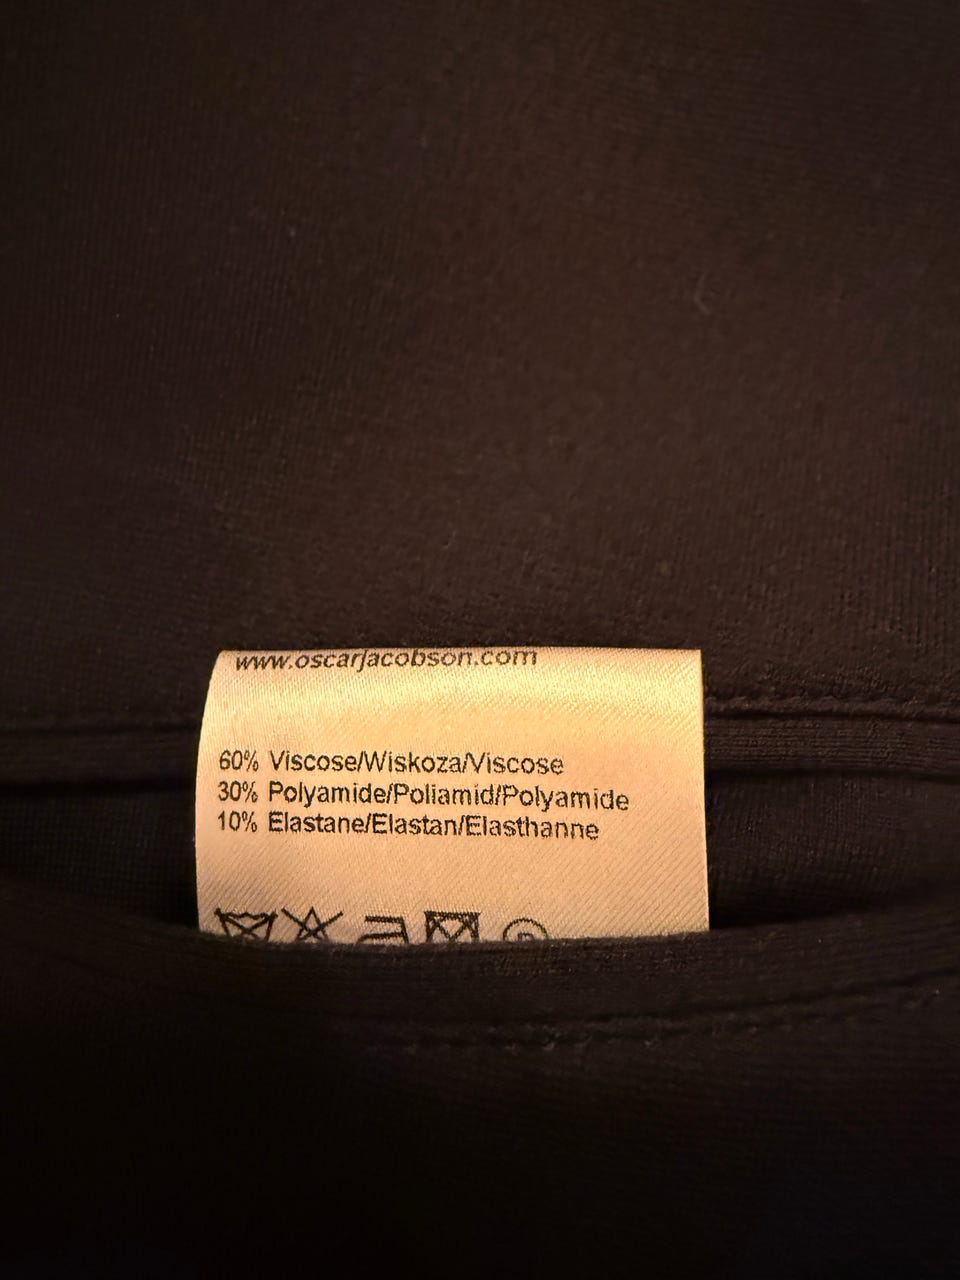 www.oscarjacobson.com
60% Viscose/Wiskoza/Viscose
30% Polyamide/Poliamid/Polyamide
10% Elastane/Elastan/Elasthanne